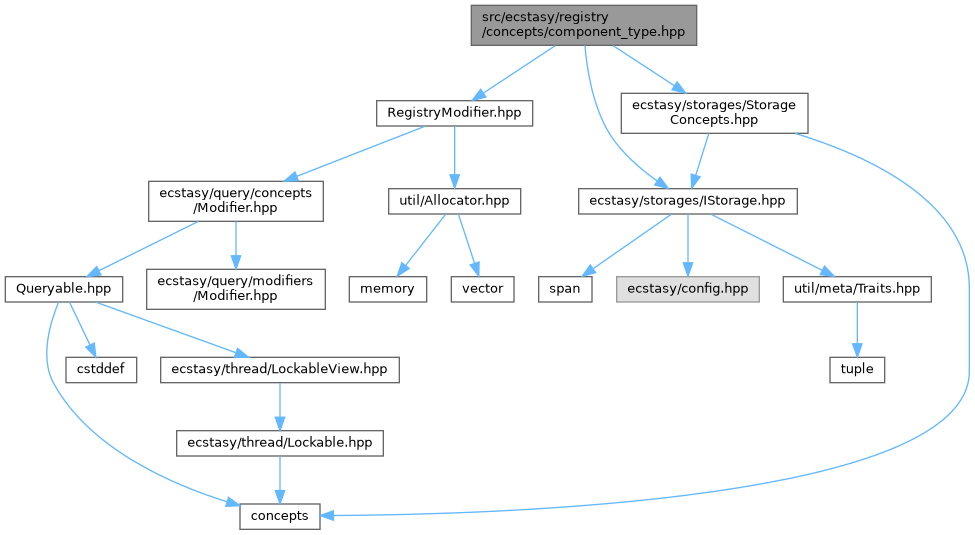 src/ecstasy/registry
/concepts/component_type.hpp
RegistryModifier.hpp
ecstasy/storages/Storage
Concepts.hpp
ecstasy/query/concepts
/Modifier.hpp
util/Allocator.hpp
ecstasy/storages/IStorage.hpp
Queryable.hpp
ecstasy/query/modifiers
/Modifier.hpp
memory
vector
span
ecstasy/config.hpp
util/meta/Traits.hpp
cstddef
ecstasy/thread/LockableView.hpp
tuple
ecstasy/thread/Lockable.hpp
concepts